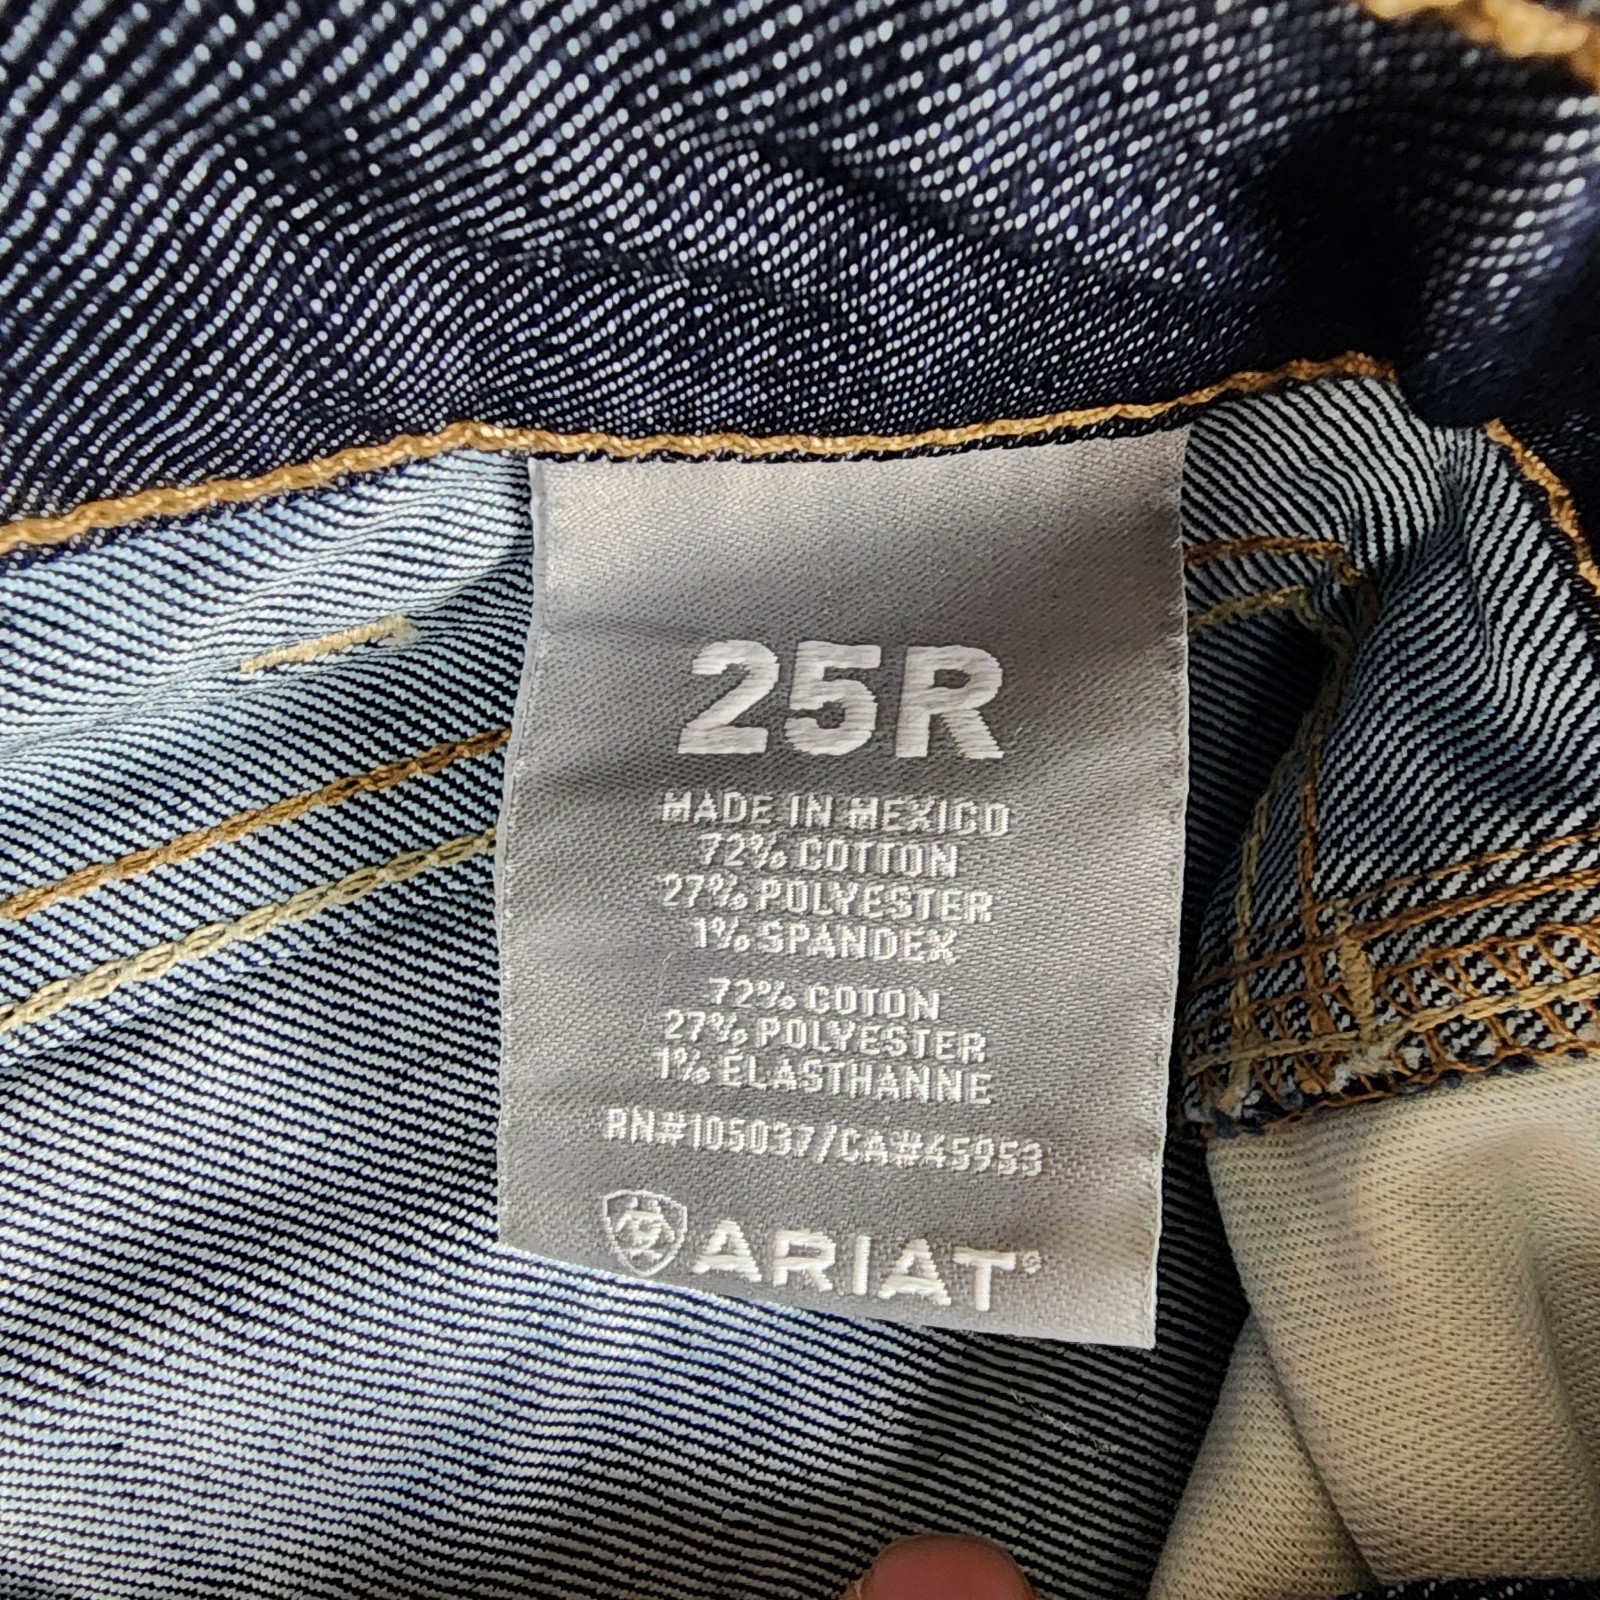 25R
MADE IN MEXICO
72% COTTON
27% POLYESTER
1% SPANDEX
72% COTON
27% POLYESTER
1% ÉLASTHANNE
RN#105037/CA#45953
ARIAT®